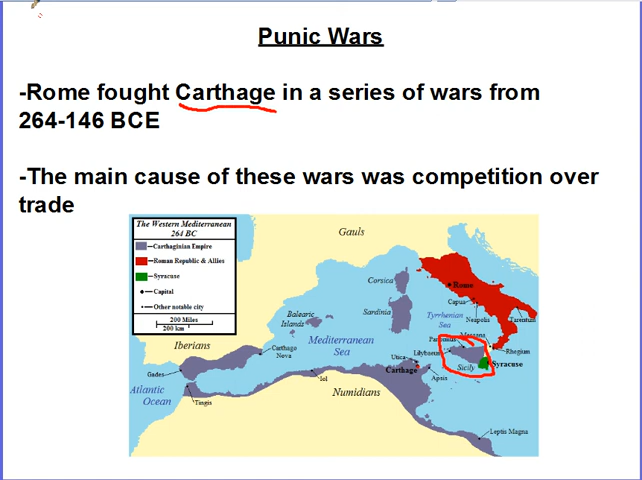 Punic Wars
-Rome fought Carthage in a series of wars from
264-146 BCE
-The main cause of these wars was competition over
trade
The Western Mediterranean
264 BC
Carthaginian Empire
Roman Republic & Allies
Syracuse
Capital
Other notable city
200 Miles
200 km
Gauls
Corsica
Rome
Capua
Sardinia
Tyrrhenian
Sea
Neapolis
Tarentum
Balearic
Islands
Mediterranean
Sea
Messana
Panormus
Iberians
Carthage
Nova
Utica
Lilybaeum
Rhegium
Gades
Carthage
Sicily
Syracuse
Iol
Aspis
Atlantic
Ocean
Tingis
Numidians
Leptis Magna